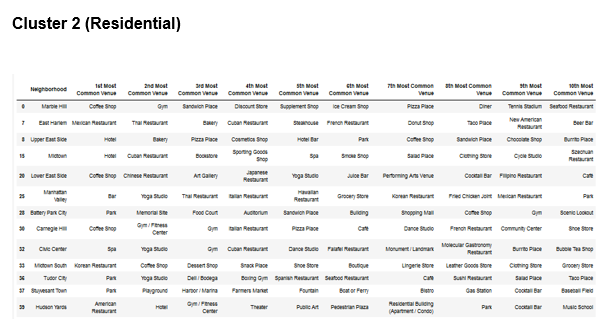 Cluster 2 (Residential)
Neighborhood 1st Most Common Venue 2nd Most Common Venue 3rd Most Common Venue 4th Most Common Venue 5th Most Common Venue 6th Most Common Venue 7th Most Common Venue 8th Most Common Venue 9th Most Common Venue 10th Most Common Venue
0 Marble Hill Coffee Shop Gym Sandwich Place Discount Store Supplement Shop Ice Cream Shop Pizza Place Diner Tennis Stadium Seafood Restaurant
7 East Harlem Mexican Restaurant Thai Restaurant Bakery Cuban Restaurant Steakhouse French Restaurant Donut Shop Taco Place New American Restaurant Beer Bar
8 Upper East Side Hotel Bakery Pizza Place Cosmetics Shop Hotel Bar Park Coffee Shop Sandwich Place Chocolate Shop Burrito Place
15 Midtown Hotel Cuban Restaurant Bookstore Sporting Goods Shop Spa Smoke Shop Salad Place Clothing Store Cycle Studio Szechuan Restaurant
20 Lower East Side Coffee Shop Chinese Restaurant Art Gallery Japanese Restaurant Yoga Studio Juice Bar Performing Arts Venue Cocktail Bar Filipino Restaurant Café
25 Manhattan Valley Bar Yoga Studio Thai Restaurant Italian Restaurant Hawaiian Restaurant Grocery Store Korean Restaurant Fried Chicken Joint Mexican Restaurant Park
28 Battery Park City Park Memorial Site Food Court Auditorium Sandwich Place Building Shopping Mall Coffee Shop Gym Scenic Lookout
30 Carnegie Hill Coffee Shop Gym / Fitness Center Gym Italian Restaurant Pizza Place Café Dance Studio French Restaurant Community Center Shoe Store
32 Civic Center Spa Yoga Studio Gym Cuban Restaurant Dance Studio Falafel Restaurant Monument / Landmark Molecular Gastronomy Restaurant Burrito Place Bubble Tea Shop
33 Midtown South Korean Restaurant Coffee Shop Dessert Shop Snack Place Shoe Store Boutique Lingerie Store Leather Goods Store Clothing Store Grocery Store
36 Tudor City Park Yoga Studio Deli / Bodega Boxing Gym Spanish Restaurant Seafood Restaurant Café Sushi Restaurant Salad Place Taco Place
37 Stuyvesant Town Park Playground Harbor / Marina Farmers Market Fountain Boat or Ferry Bistro Gas Station Cocktail Bar Baseball Field
39 Hudson Yards American Restaurant Hotel Gym / Fitness Center Theater Public Art Pedestrian Plaza Residential Building (Apartment / Condo) Park Cocktail Bar Music School